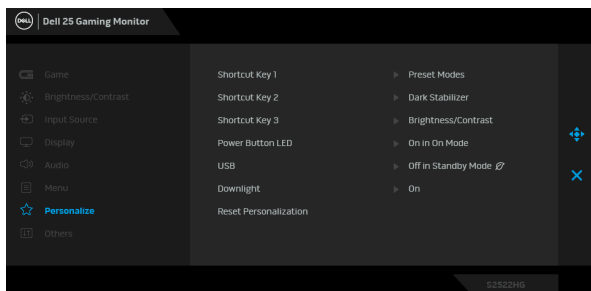 DELL Dell 25 Gaming Monitor
Game Shortcut Key 1 Preset Modes
Brightness/Contrast Shortcut Key 2 Dark Stabilizer
Input Source Shortcut Key 3 Brightness/Contrast
Display Power Button LED On in On Mode
Audio USB Off in Standby Mode
Menu Downlight On
Personalize Reset Personalization
Others
S2522HG